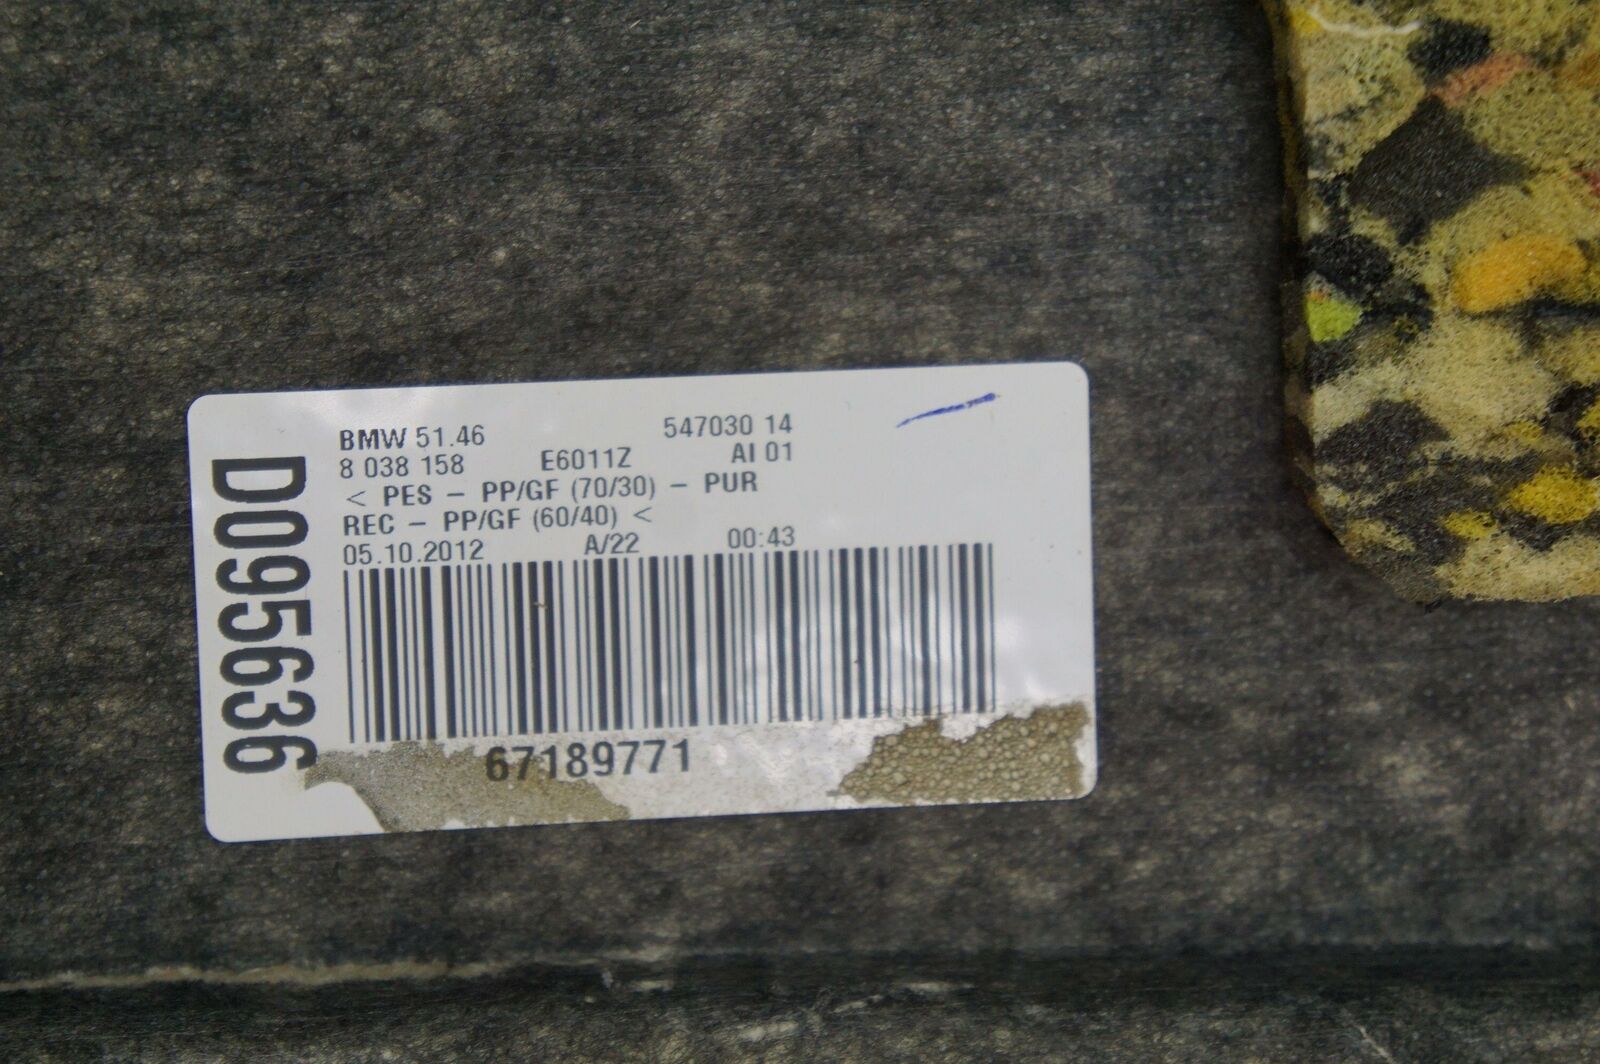 BMW 51.46 547030 14
8 038 158 E6011Z AI 01
< PES – PP/GF (70/30) – PUR
REC – PP/GF (60/40) <
05.10.2012 A/22 00:43
67189771
D095636